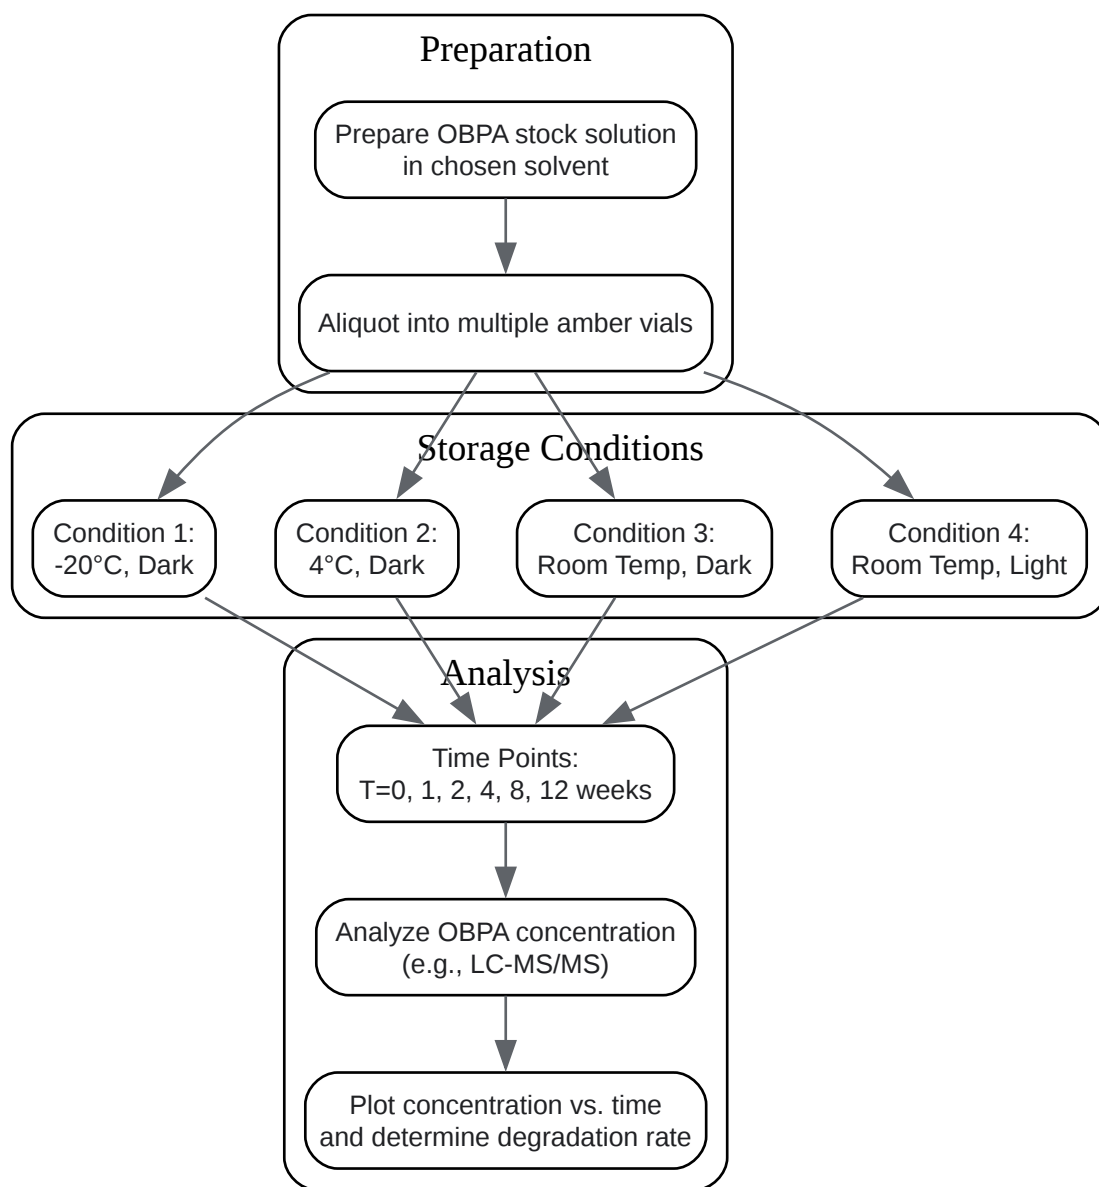 Preparation
Prepare OBPA stock solution
in chosen solvent
Aliquot into multiple amber vials
Storage Conditions
Condition 1:
-20°C, Dark
Condition 2:
4°C, Dark
Condition 3:
Room Temp, Dark
Condition 4:
Room Temp, Light
Analysis
Time Points:
T=0, 1, 2, 4, 8, 12 weeks
Analyze OBPA concentration
(e.g., LC-MS/MS)
Plot concentration vs. time
and determine degradation rate